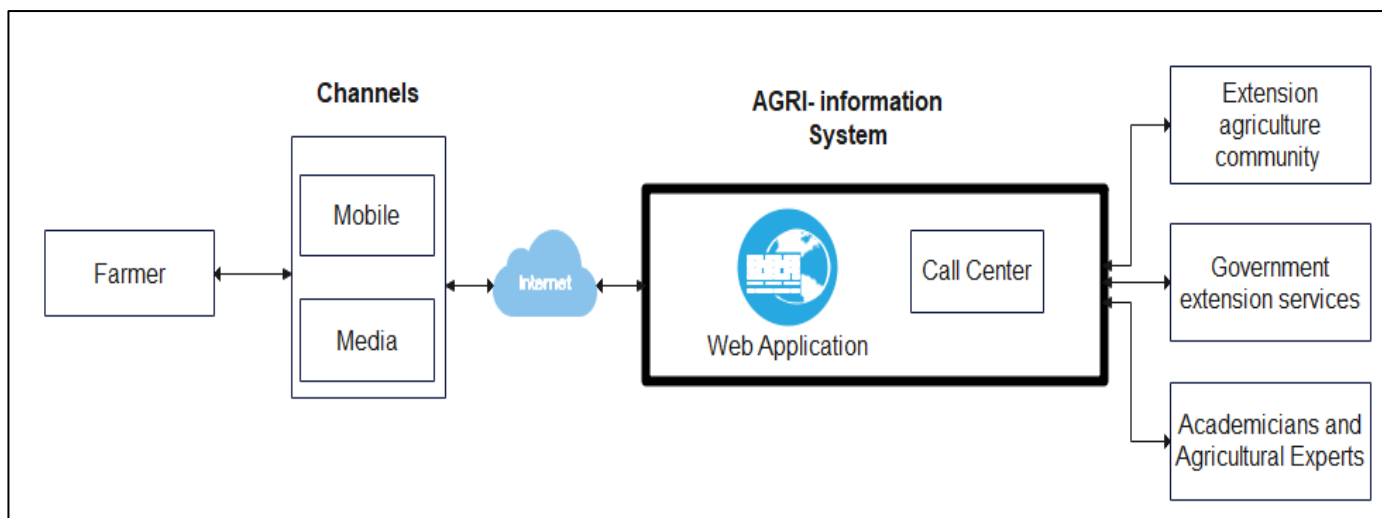 Channels
AGRI- information
System
Extension
agriculture
community
Mobile
Farmer
Internet
Call Center
Government
extension services
Media
Web Application
Academicians and
Agricultural Experts